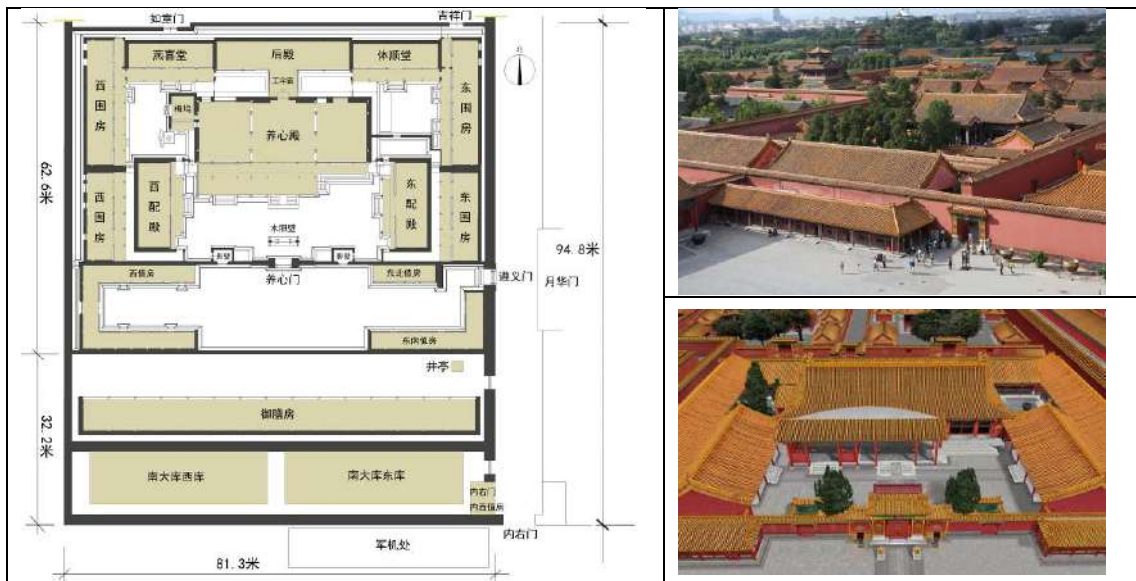 如意门
吉祥门
燕喜堂
后殿
体顺堂
北
工字廊
西围房
梅坞
养心殿
东围房
62.6米
西围房
西配殿
东配殿
东围房
木照壁
94.8米
影壁
影壁
西值房
养心门
东北值房
遵义门
月华门
东南值房
井亭
32.2米
御膳房
南大库西库
南大库东库
内右门
内右门
军机处
81.3米